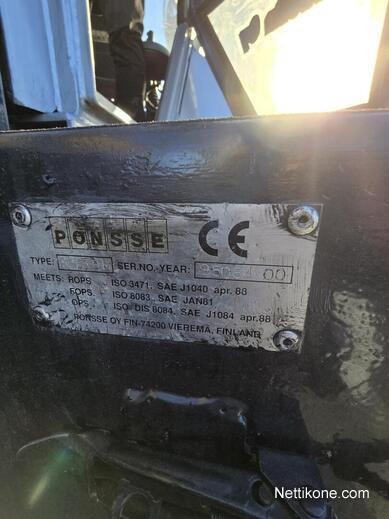 PONSSE CE
TYPE: SER.NO.-YEAR: 00
MEETS: ROPS ISO 3471, SAE J1040 apr. 88
FOPS ISO 8083, SAE JAN81
OPS ISO DIS 8084, SAE J1084 apr.88
PONSSE OY FIN-74200 VIEREMÄ, FINLAND
Nettikone.com